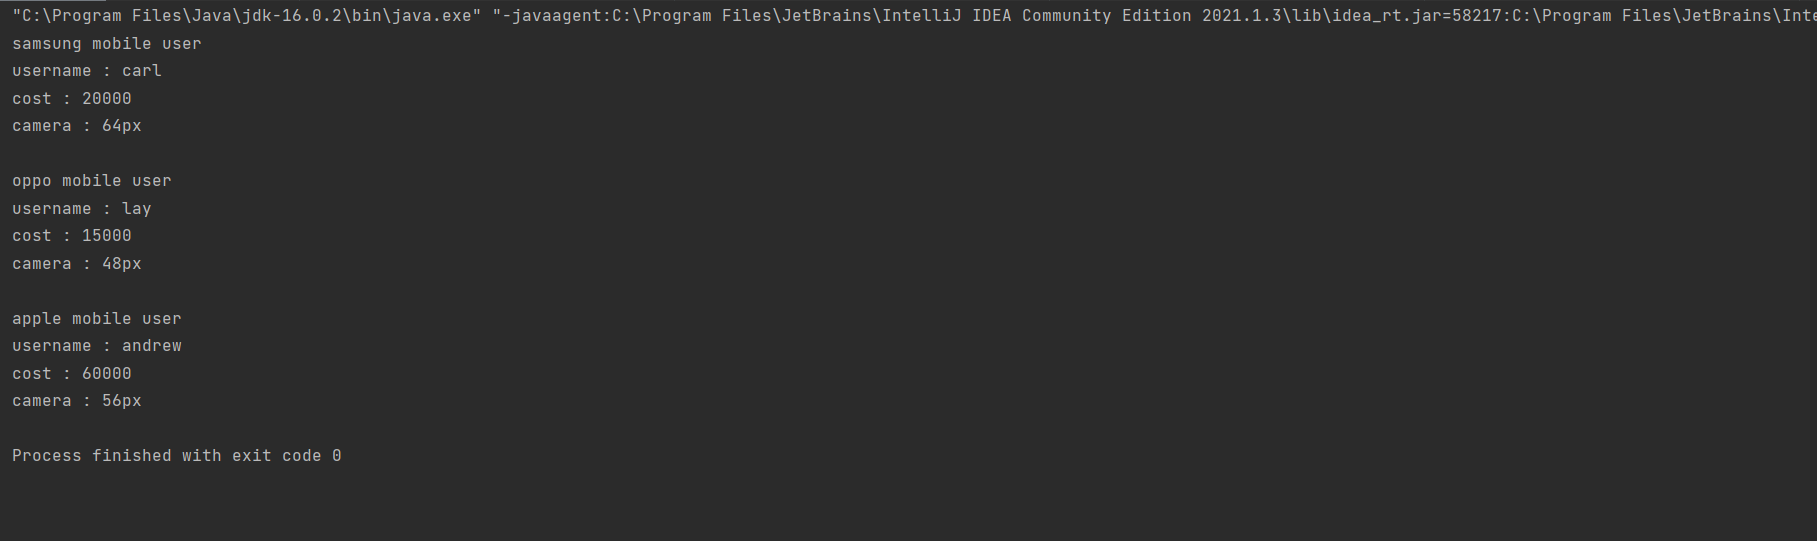 "C:\Program Files\Java\jdk-16.0.2\bin\java.exe" "-javaagent:C:\Program Files\JetBrains\IntelliJ IDEA Community Edition 2021.1.3\lib\idea_rt.jar=58217:C:\Program Files\JetBrains\Inte
samsung mobile user
username : carl
cost : 20000
camera : 64px
oppo mobile user
username : lay
cost : 15000
camera : 48px
apple mobile user
username : andrew
cost : 60000
camera : 56px
Process finished with exit code 0